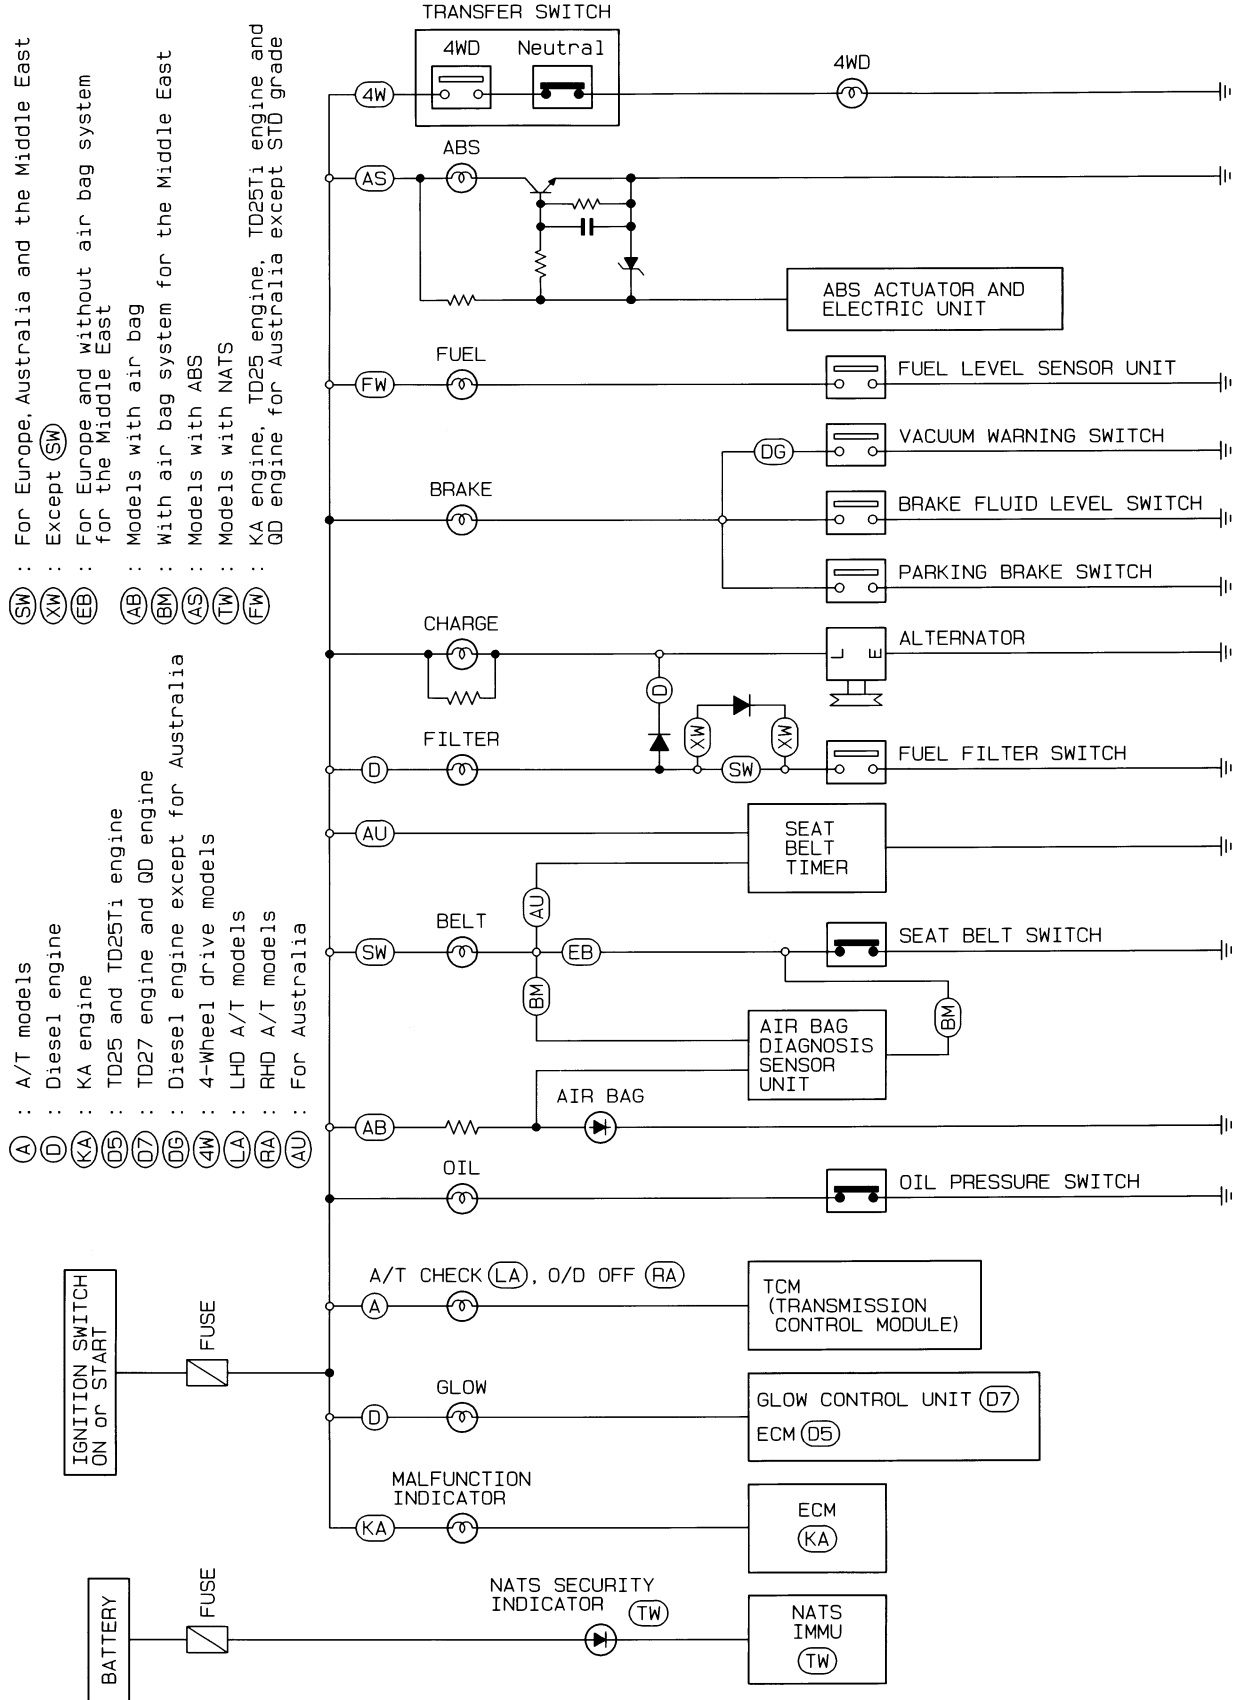 TRANSFER SWITCH
4WD
Neutral
4W
4WD
ABS
AS
ABS ACTUATOR AND
ELECTRIC UNIT
FUEL
FW
FUEL LEVEL SENSOR UNIT
DG
VACUUM WARNING SWITCH
BRAKE
BRAKE FLUID LEVEL SWITCH
PARKING BRAKE SWITCH
CHARGE
L
E
ALTERNATOR
D
XW
XW
FILTER
D
SW
FUEL FILTER SWITCH
AU
SEAT
BELT
TIMER
AU
BELT
SW
EB
SEAT BELT SWITCH
BM
BM
AIR BAG
DIAGNOSIS
SENSOR
UNIT
AIR BAG
AB
OIL
OIL PRESSURE SWITCH
A/T CHECK (LA), O/D OFF (RA)
A
TCM
(TRANSMISSION
CONTROL MODULE)
GLOW
D
GLOW CONTROL UNIT (D7)
ECM (D5)
MALFUNCTION
INDICATOR
KA
ECM
KA
NATS SECURITY
INDICATOR (TW)
NATS
IMMU
TW
IGNITION SWITCH
ON or START
FUSE
BATTERY
FUSE
A : A/T models
D : Diesel engine
KA : KA engine
D5 : TD25 and TD25Ti engine
D7 : TD27 engine and QD engine
DG : Diesel engine except for Australia
4W : 4-Wheel drive models
LA : LHD A/T models
RA : RHD A/T models
AU : For Australia
SW : For Europe, Australia and the Middle East
XW : Except (SW)
EB : For Europe and without air bag system
for the Middle East
AB : Models with air bag
BM : With air bag system for the Middle East
AS : Models with ABS
TW : Models with NATS
FW : KA engine, TD25 engine, TD25Ti engine and
QD engine for Australia except STD grade